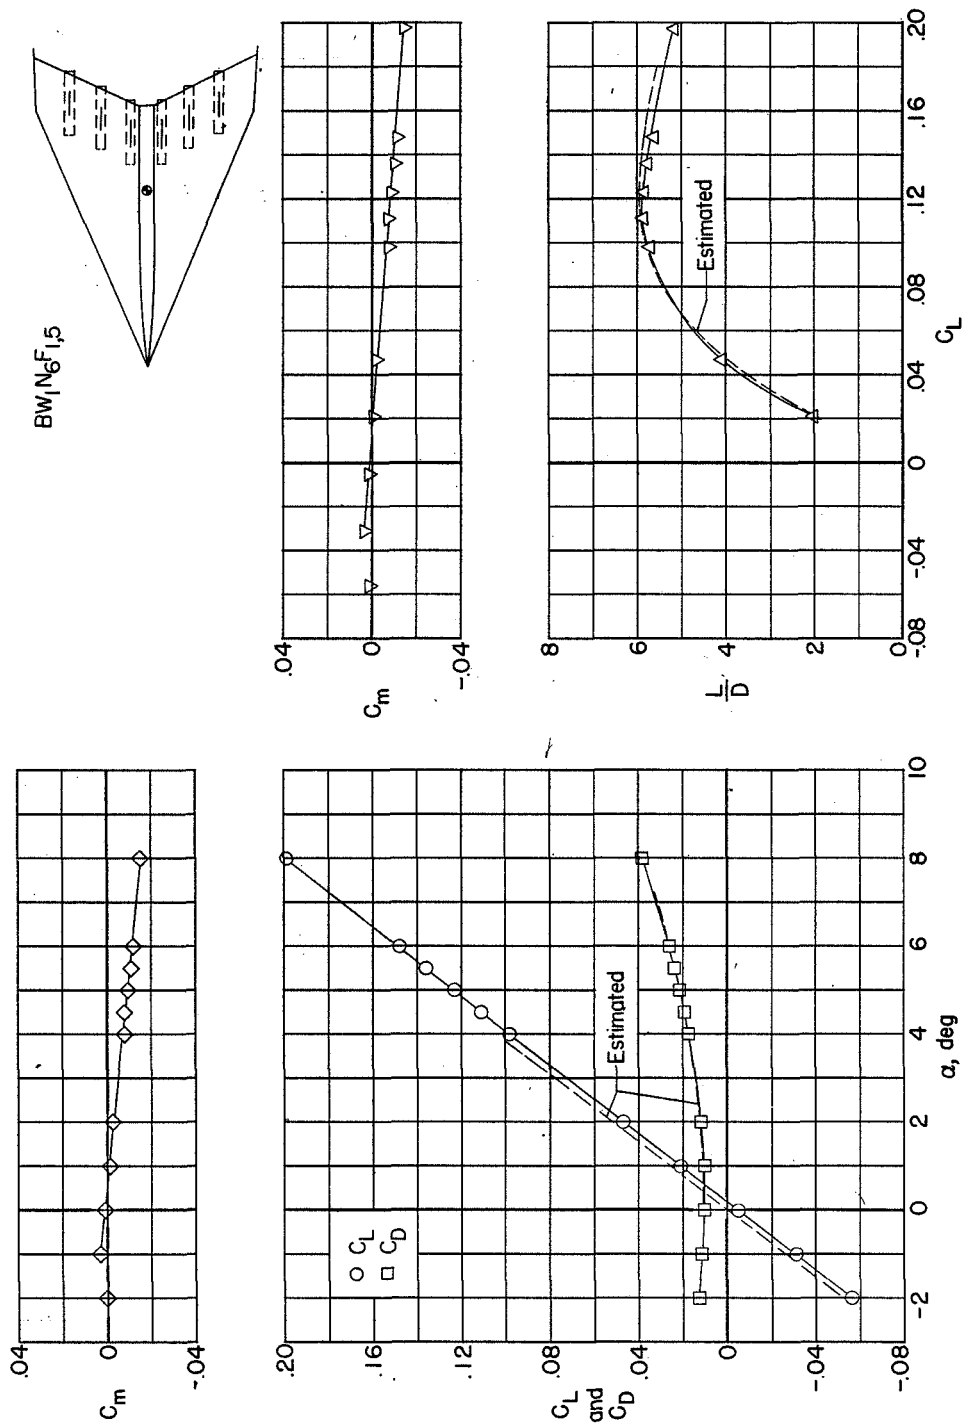 BW1N6F1,5
.04
0
-.04
Cm
.04
0
-.04
Cm
.20
.16
.12
.08
.04
0
-.04
-.08
CL
and
CD
○ CL
□ CD
Estimated
-2
0
2
4
6
8
10
α, deg
8
6
4
2
0
L/D
Estimated
-.08
-.04
0
.04
.08
.12
.16
.20
CL